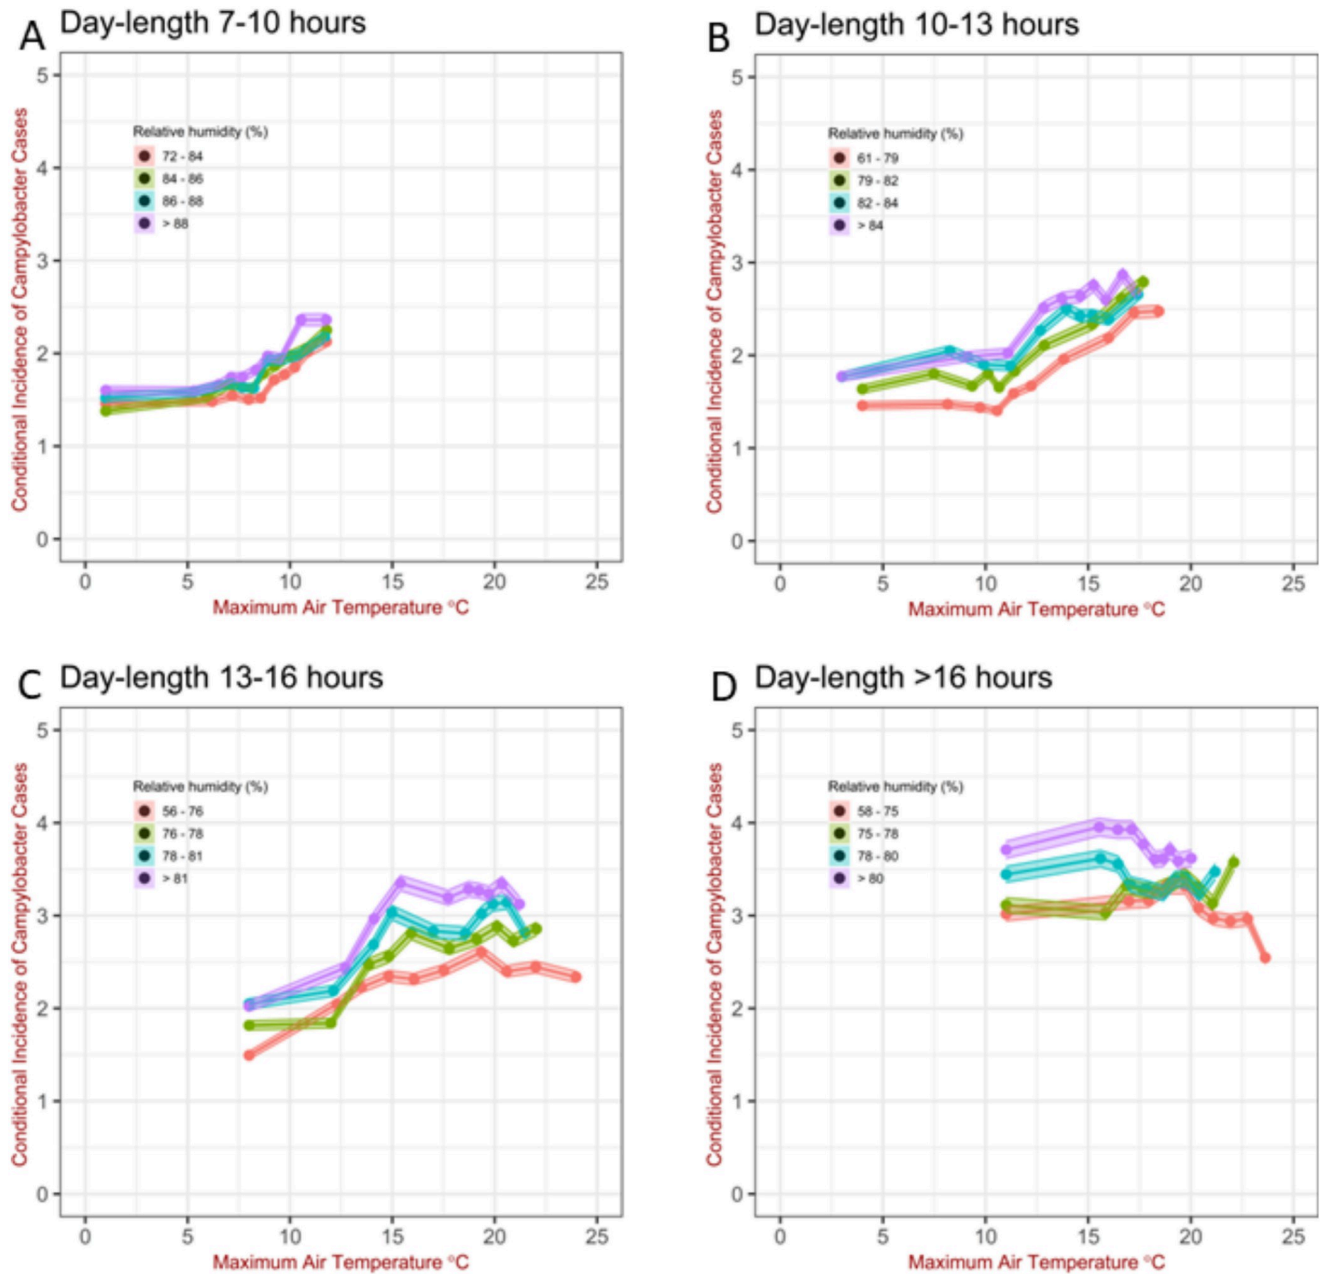 A Day-length 7-10 hours
Conditional Incidence of Campylobacter Cases
5
4
3
2
1
0
Relative humidity (%)
72 - 84
84 - 86
86 - 88
> 88
0 5 10 15 20 25
Maximum Air Temperature °C
B Day-length 10-13 hours
Conditional Incidence of Campylobacter Cases
5
4
3
2
1
0
Relative humidity (%)
61 - 79
79 - 82
82 - 84
> 84
0 5 10 15 20 25
Maximum Air Temperature °C
C Day-length 13-16 hours
Conditional Incidence of Campylobacter Cases
5
4
3
2
1
0
Relative humidity (%)
56 - 76
76 - 78
78 - 81
> 81
0 5 10 15 20 25
Maximum Air Temperature °C
D Day-length >16 hours
Conditional Incidence of Campylobacter Cases
5
4
3
2
1
0
Relative humidity (%)
58 - 75
75 - 78
78 - 80
> 80
0 5 10 15 20 25
Maximum Air Temperature °C